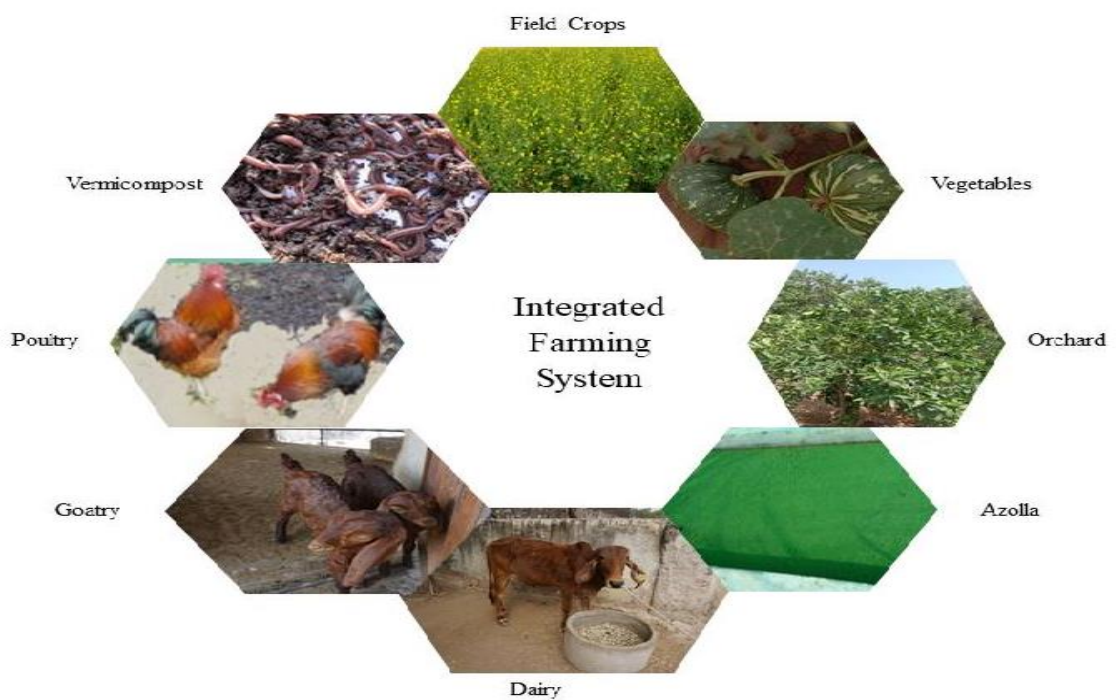 Field Crops
Vermicompost
Vegetables
Poultry
Integrated
Farming
System
Orchard
Goatry
Azolla
Dairy